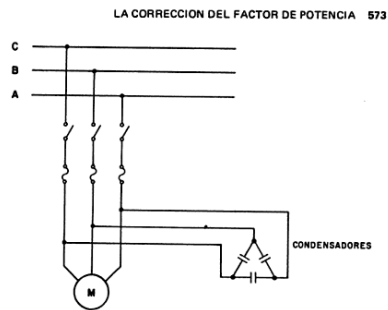 LA CORRECCION DEL FACTOR DE POTENCIA 573
C
B
A
CONDENSADORES
M